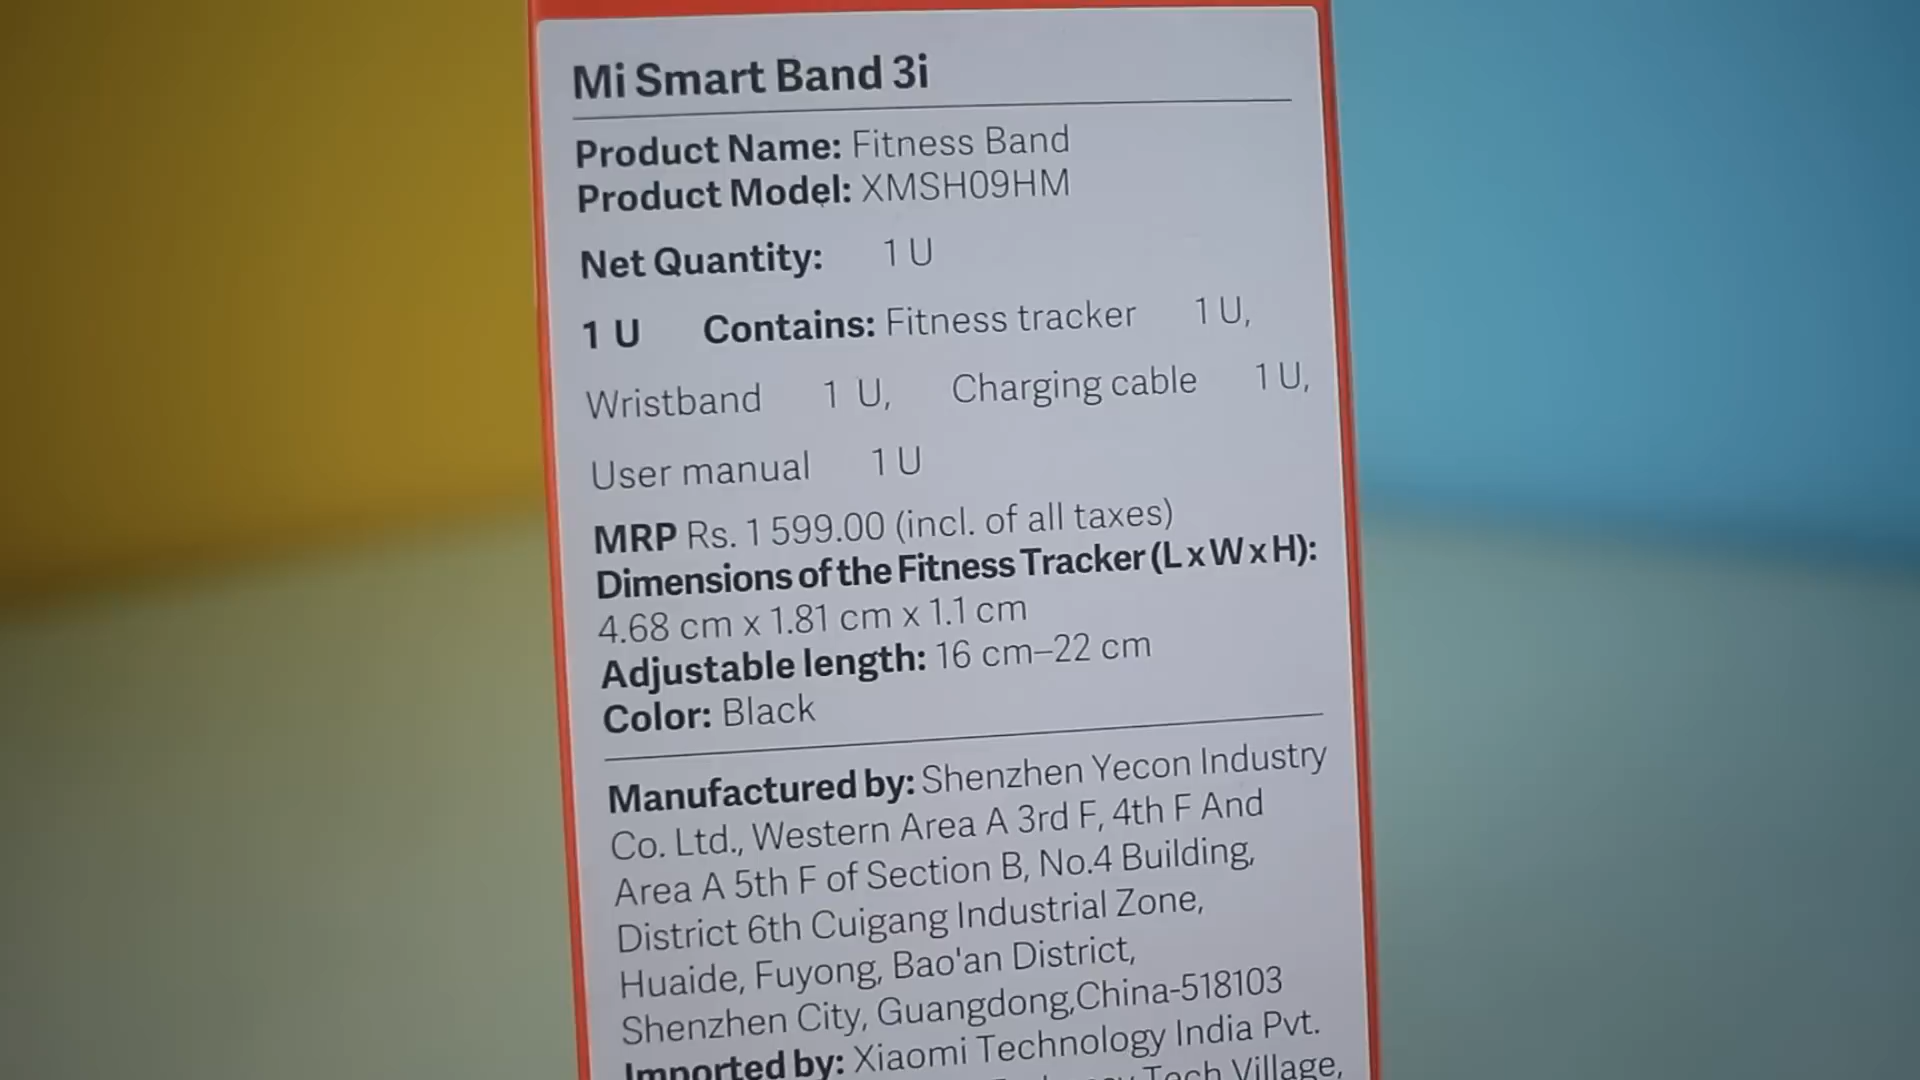 Mi Smart Band 3i
Product Name: Fitness Band
Product Model: XMSH09HM
Net Quantity: 1 U
1 U Contains: Fitness tracker 1 U,
Wristband 1 U, Charging cable 1 U,
User manual 1 U
MRP Rs. 1 599.00 (incl. of all taxes)
Dimensions of the Fitness Tracker (L x W x H):
4.68 cm x 1.81 cm x 1.1 cm
Adjustable length: 16 cm–22 cm
Color: Black
Manufactured by: Shenzhen Yecon Industry
Co. Ltd., Western Area A 3rd F, 4th F And
Area A 5th F of Section B, No.4 Building,
District 6th Cuigang Industrial Zone,
Huaide, Fuyong, Bao'an District,
Shenzhen City, Guangdong,China-518103
Imported by: Xiaomi Technology India Pvt.
Tech Village,